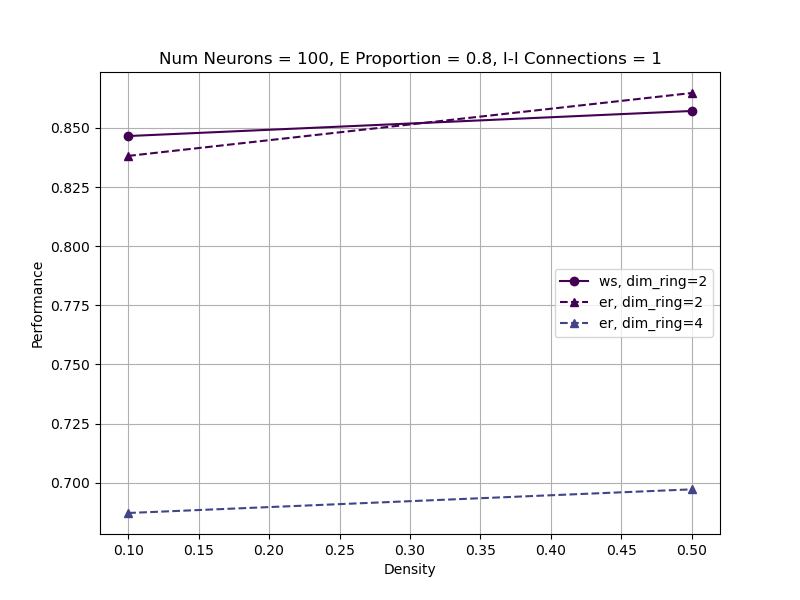 Num Neurons = 100, E Proportion = 0.8, I-I Connections = 1
0.850
0.825
0.800
0.775
0.750
0.725
0.700
Performance
ws, dim_ring=2
er, dim_ring=2
er, dim_ring=4
0.10 0.15 0.20 0.25 0.30 0.35 0.40 0.45 0.50
Density